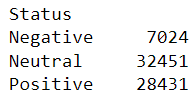 Status
Negative 7024
Neutral 32451
Positive 28431